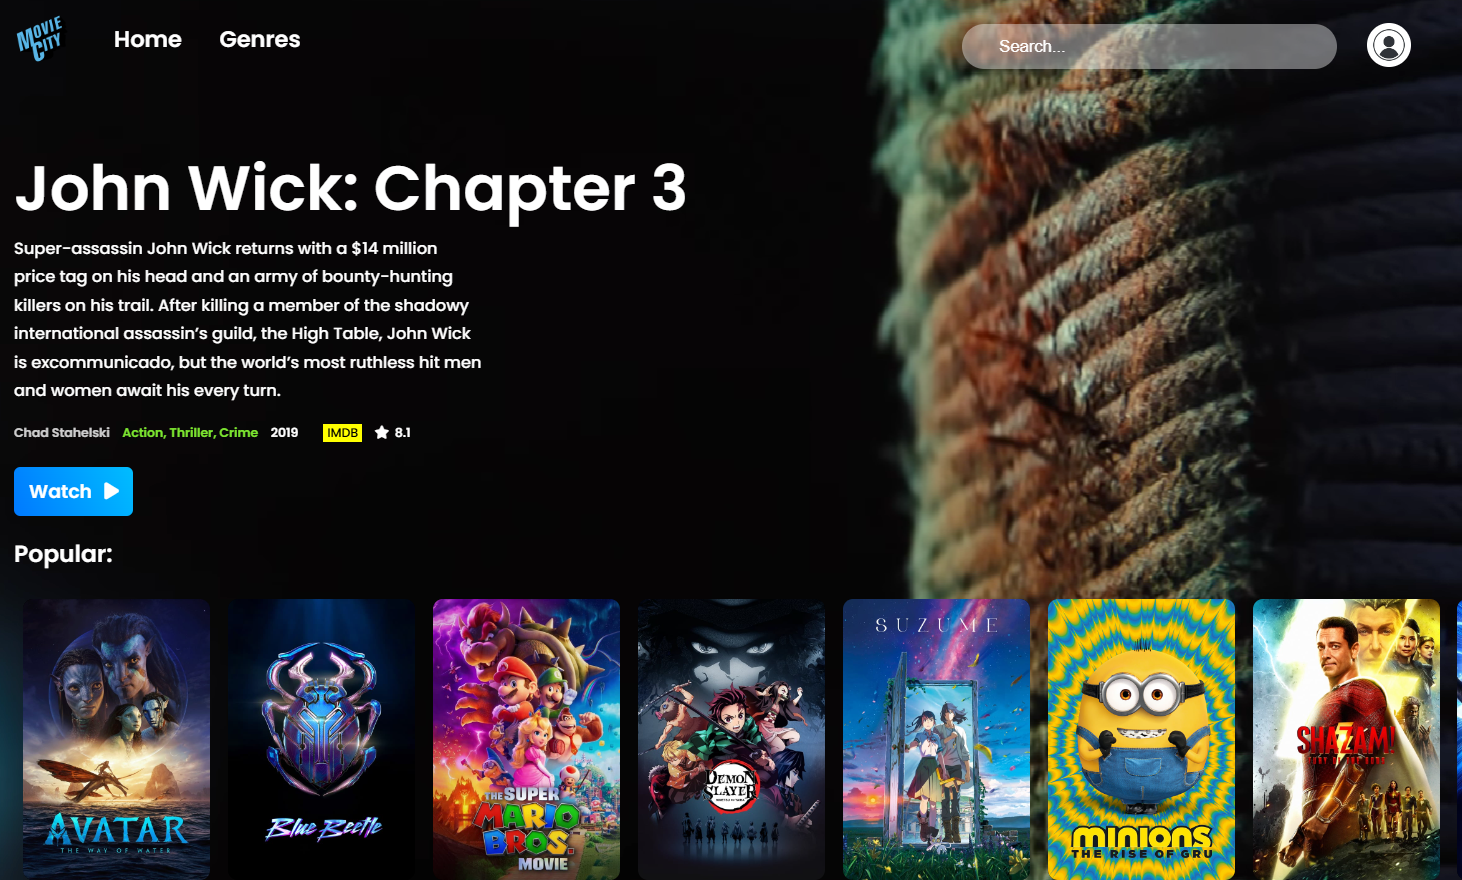 MOVIE
CITY
Home
Genres
Search...
John Wick: Chapter 3
Super-assassin John Wick returns with a $14 million
price tag on his head and an army of bounty-hunting
killers on his trail. After killing a member of the shadowy
international assassin’s guild, the High Table, John Wick
is excommunicado, but the world’s most ruthless hit men
and women await his every turn.
Chad Stahelski Action, Thriller, Crime 2019 IMDB 8.1
Watch
Popular:
AVATAR
THE WAY OF WATER
Blue Beetle
THE SUPER
MARIO
BROS.
MOVIE
DEMON
SLAYER
SUZUME
minions
THE RISE OF GRU
SHAZAM!
FURY OF THE GODS